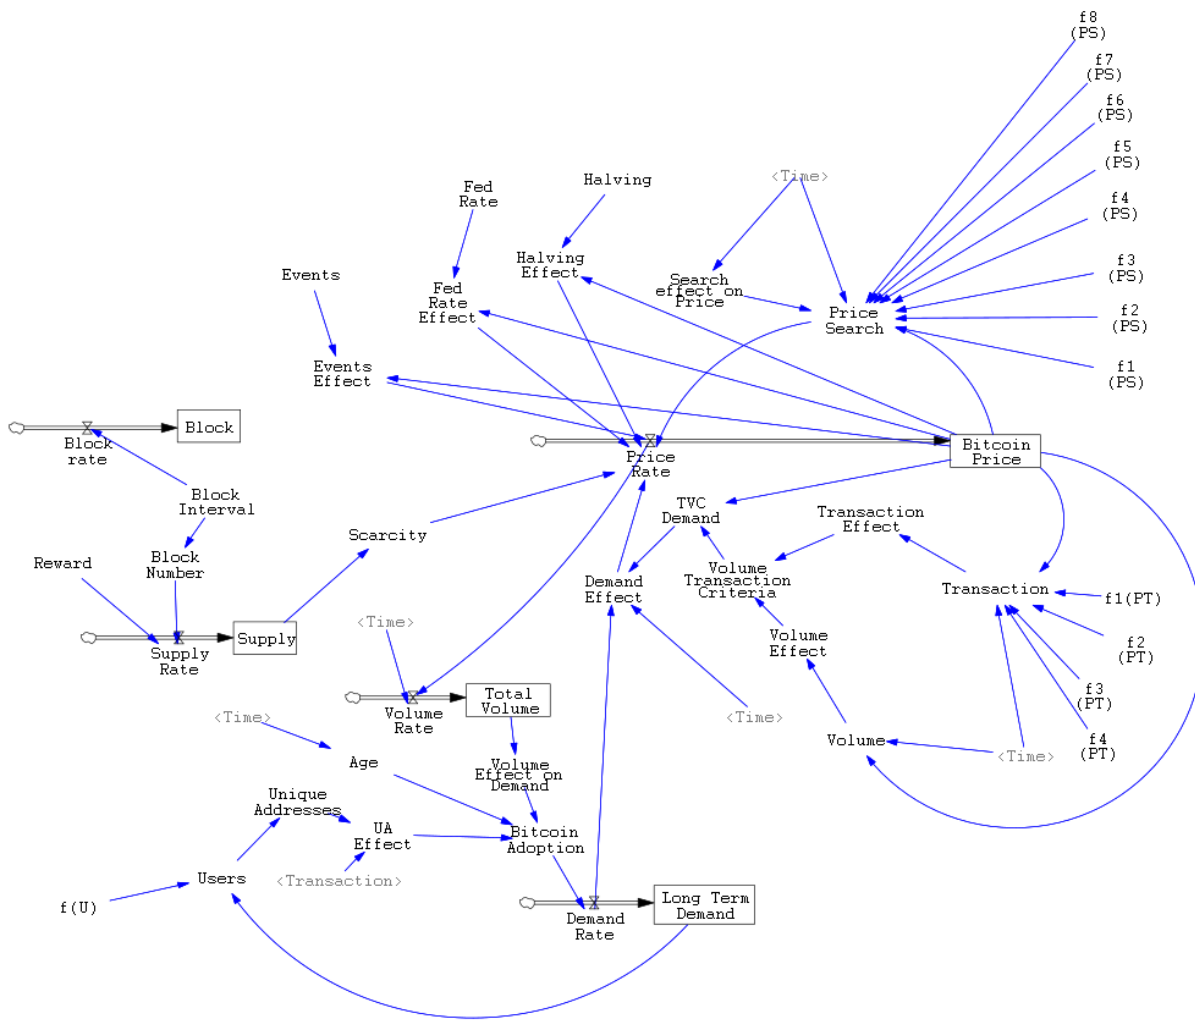 f8
(PS)
f7
(PS)
f6
(PS)
f5
(PS)
f4
(PS)
f3
(PS)
f2
(PS)
f1
(PS)
<Time>
Halving
Fed
Rate
Halving
Effect
Events
Fed
Rate
Effect
Search
effect on
Price
Price
Search
Events
Effect
Block
Block
rate
Bitcoin
Price
Price
Rate
Block
Interval
TVC
Demand
Transaction
Effect
Scarcity
Reward
Block
Number
Volume
Transaction
Criteria
Demand
Effect
Transaction
f1(PT)
<Time>
Supply
Supply
Rate
Volume
Effect
f2
(PT)
f3
(PT)
f4
(PT)
Total
Volume
Volume
Rate
<Time>
<Time>
Volume
<Time>
Age
Volume
Effect on
Demand
Unique
Addresses
UA
Effect
Bitcoin
Adoption
Users
<Transaction>
f(U)
Long Term
Demand
Demand
Rate